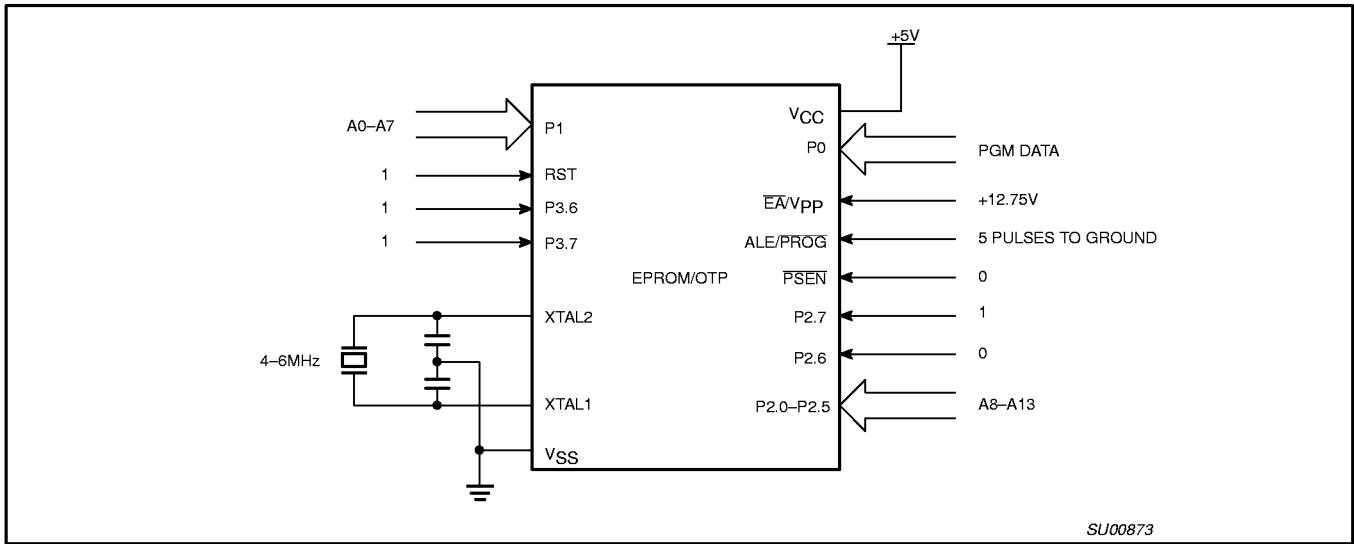 +5V
A0–A7
P1
VCC
P0
PGM DATA
1
RST
1
P3.6
EA/VPP
+12.75V
1
P3.7
ALE/PROG
5 PULSES TO GROUND
EPROM/OTP
PSEN
0
XTAL2
P2.7
1
4–6MHz
P2.6
0
XTAL1
P2.0–P2.5
A8–A13
VSS
SU00873